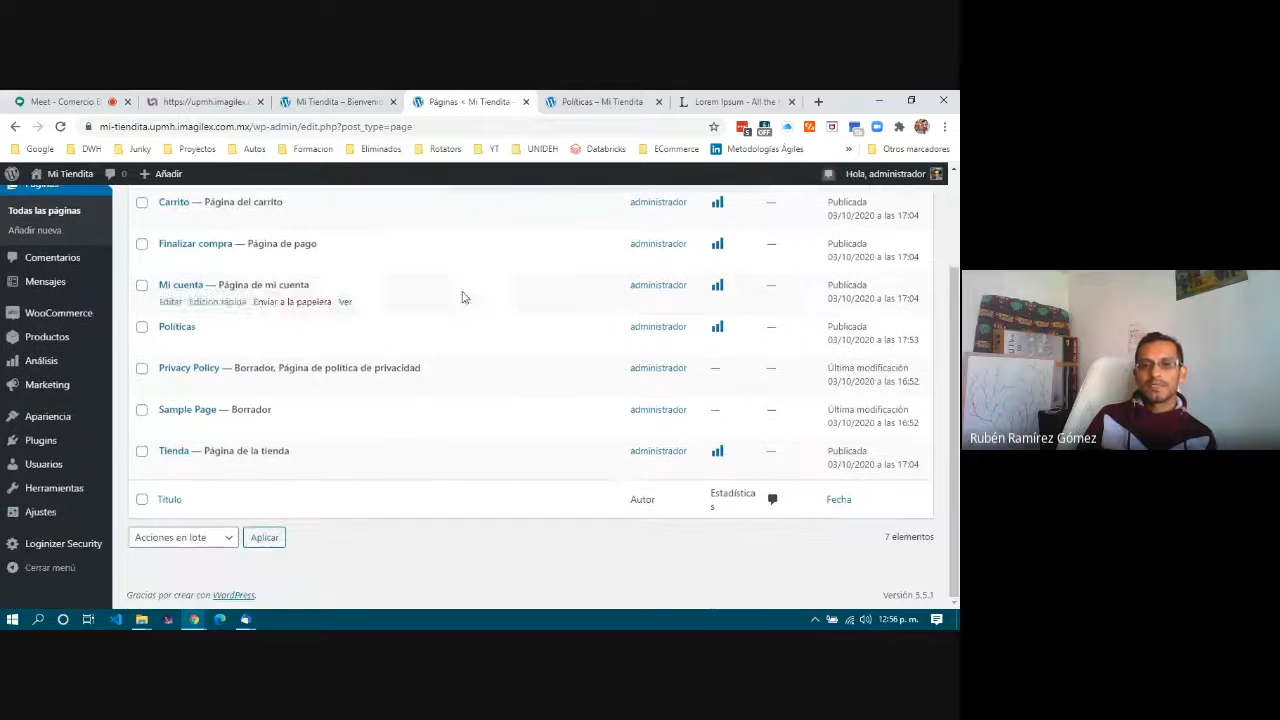 Meet - Comercio E
https://upmh.imagilex.c
Mi Tiendita – Bienveni
Páginas < Mi Tiendita -
Políticas – Mi Tiendita
Lorem Ipsum - All the
mi-tiendita.upmh.imagilex.com.mx/wp-admin/edit.php?post_type=page
OFF
Google
DWH
Junky
Proyectos
Autos
Formacion
Eliminados
Rotators
YT
UNIDEH
Databricks
ECommerce
Metodologías Ágiles
»
Otros marcadores
Mi Tiendita
0
Añadir
Hola, administrador
Páginas
Todas las páginas
Añadir nueva
Comentarios
Mensajes
WooCommerce
Productos
Análisis
Marketing
Apariencia
Plugins
Usuarios
Herramientas
Ajustes
Loginizer Security
Cerrar menú
Carrito — Página del carrito
administrador
—
Publicada
03/10/2020 a las 17:04
Finalizar compra — Página de pago
administrador
—
Publicada
03/10/2020 a las 17:04
Mi cuenta — Página de mi cuenta
Editar Edición rápida Enviar a la papelera Ver
administrador
—
Publicada
03/10/2020 a las 17:04
Políticas
administrador
—
Publicada
03/10/2020 a las 17:53
Privacy Policy — Borrador, Página de política de privacidad
administrador
—
—
Última modificación
03/10/2020 a las 16:52
Sample Page — Borrador
administrador
—
—
Última modificación
03/10/2020 a las 16:52
Tienda — Página de la tienda
administrador
—
Publicada
03/10/2020 a las 17:04
Título
Autor
Estadística
s
Fecha
Acciones en lote
Aplicar
7 elementos
Gracias por crear con WordPress.
Versión 5.5.1
12:56 p. m.
Rubén Ramírez Gómez